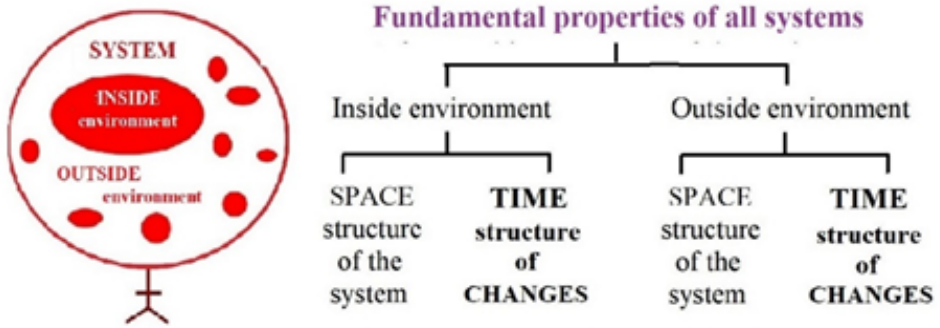 SYSTEM
INSIDE
environment
OUTSIDE
environment
Fundamental properties of all systems
Inside environment
Outside environment
SPACE
structure
of the
system
TIME
structure
of
CHANGES
SPACE
structure
of the
system
TIME
structure
of
CHANGES